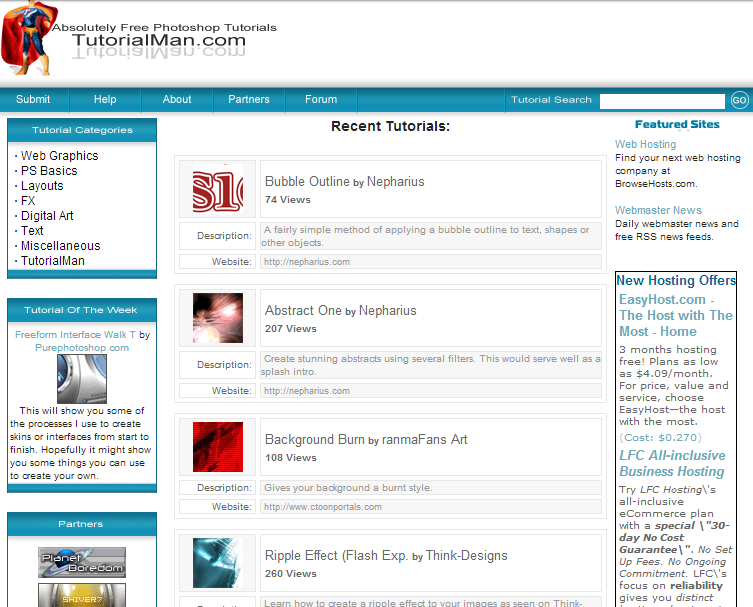 Absolutely Free Photoshop Tutorials
TutorialMan.com
Submit
Help
About
Partners
Forum
Tutorial Search
GO
Tutorial Categories
· Web Graphics
· PS Basics
· Layouts
· FX
· Digital Art
· Text
· Miscellaneous
· TutorialMan
Tutorial Of The Week
Freeform Interface Walk T by
Purephotoshop.com
This will show you some of
the processes I use to create
skins or interfaces from start to
finish. Hopefully it might show
you some things you can use
to create your own.
Partners
Planet
Boredom
SHIVER7
Recent Tutorials:
Bubble Outline by Nepharius
74 Views
Description:
A fairly simple method of applying a bubble outline to text, shapes or
other objects.
Website:
http://nepharius.com
Abstract One by Nepharius
207 Views
Description:
Create stunning abstracts using several filters. This would serve well as a
splash intro.
Website:
http://nepharius.com
Background Burn by ranmaFans Art
108 Views
Description:
Gives your background a burnt style.
Website:
http://www.ctoonportals.com
Ripple Effect (Flash Exp. by Think-Designs
260 Views
Learn how to create a ripple effect to your images as seen on Think-
Featured Sites
Web Hosting
Find your next web hosting
company at
BrowseHosts.com.
Webmaster News
Daily webmaster news and
free RSS news feeds.
New Hosting Offers
EasyHost.com -
The Host with The
Most - Home
3 months hosting
free! Plans as low
as $4.09/month.
For price, value and
service, choose
EasyHost—the host
with the most.
(Cost: $0.270)
LFC All-inclusive
Business Hosting
Try LFC Hosting\'s
all-inclusive
eCommerce plan
with a special \"30-
day No Cost
Guarantee\". No Set
Up Fees. No Ongoing
Commitment. LFC\'s
focus on reliability
gives you distinct